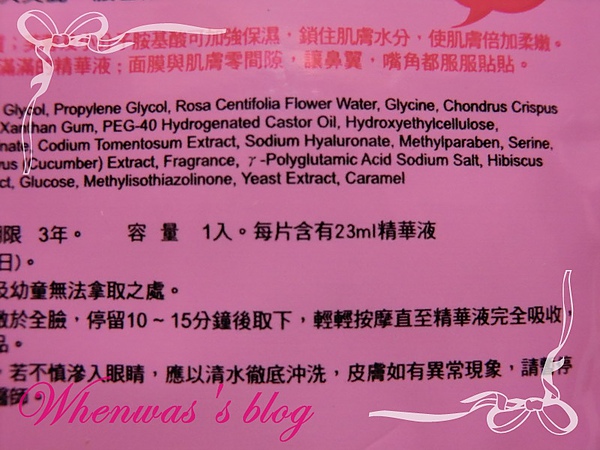 胺基酸可加強保濕，鎖住肌膚水分，使肌膚倍加柔嫩。
滿滿的精華液；面膜與肌膚零間隙，讓鼻翼，嘴角都服服貼貼。
Glycol, Propylene Glycol, Rosa Centifolia Flower Water, Glycine, Chondrus Crispus
Xanthan Gum, PEG-40 Hydrogenated Castor Oil, Hydroxyethylcellulose,
Codium Tomentosum Extract, Sodium Hyaluronate, Methylparaben, Serine,
(Cucumber) Extract, Fragrance, γ-Polyglutamic Acid Sodium Salt, Hibiscus
Glucose, Methylisothiazolinone, Yeast Extract, Caramel
限 3年。 容量 1入。每片含有23ml精華液
日)。
及幼童無法拿取之處。
敷於全臉，停留10~15分鐘後取下，輕輕按摩直至精華液完全吸收，
品。
，若不慎滲入眼睛，應以清水徹底沖洗，皮膚如有異常現象，請暫停
醫師。
Whenwas's blog